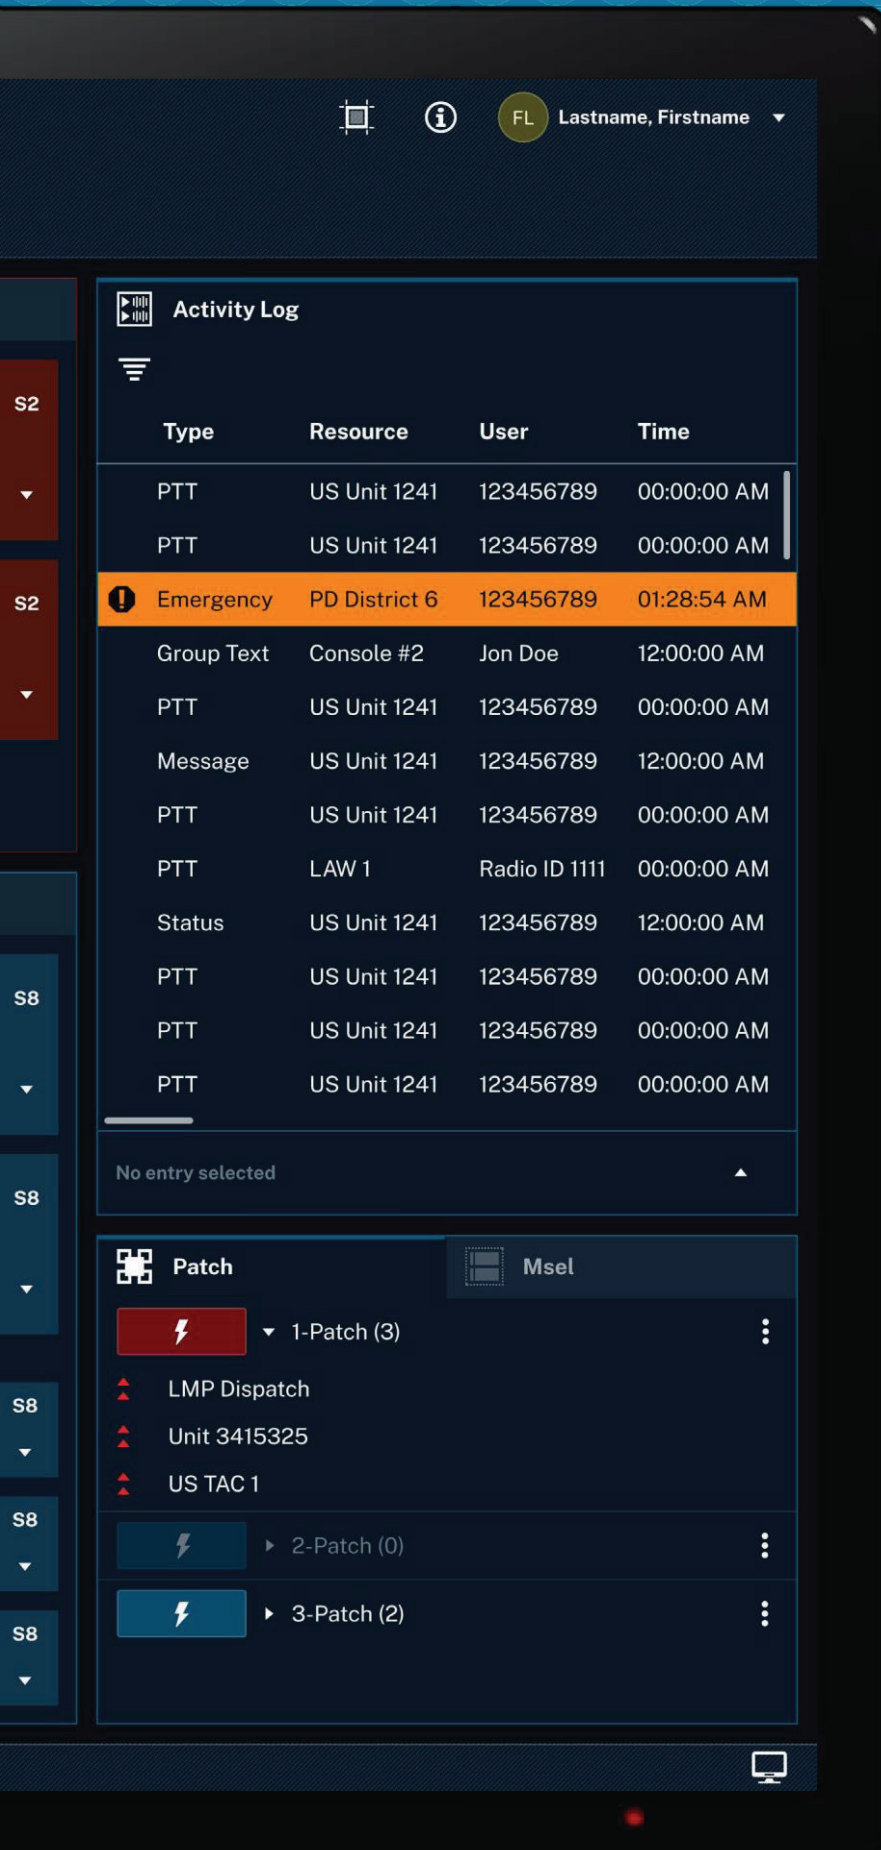 FL Lastname, Firstname
S2
S2
S8
S8
S8
S8
S8
Activity Log
Type Resource User Time
PTT US Unit 1241 123456789 00:00:00 AM
PTT US Unit 1241 123456789 00:00:00 AM
Emergency PD District 6 123456789 01:28:54 AM
Group Text Console #2 Jon Doe 12:00:00 AM
PTT US Unit 1241 123456789 00:00:00 AM
Message US Unit 1241 123456789 12:00:00 AM
PTT US Unit 1241 123456789 00:00:00 AM
PTT LAW 1 Radio ID 1111 00:00:00 AM
Status US Unit 1241 123456789 12:00:00 AM
PTT US Unit 1241 123456789 00:00:00 AM
PTT US Unit 1241 123456789 00:00:00 AM
PTT US Unit 1241 123456789 00:00:00 AM
No entry selected
Patch Msel
1-Patch (3)
LMP Dispatch
Unit 3415325
US TAC 1
2-Patch (0)
3-Patch (2)